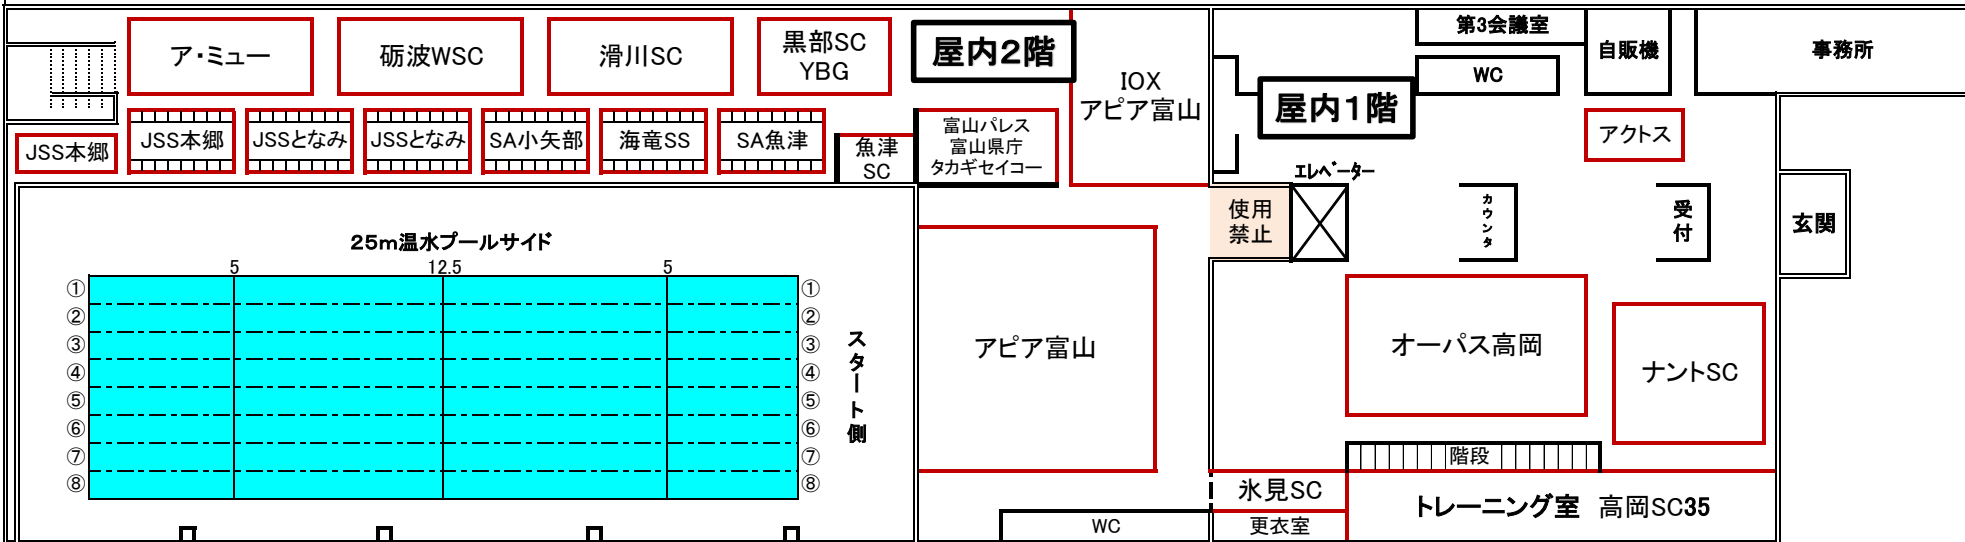 ア・ミュー
砺波WSC
滑川SC
黒部SC
YBG
屋内2階
IOX
アピア富山
第3会議室
WC
自販機
事務所
屋内1階
JSS本郷
JSS本郷
JSSとなみ
JSSとなみ
SA小矢部
海竜SS
SA魚津
魚津
SC
富山パレス
富山県庁
タカギセイコー
アクトス
エレベーター
使用
禁止
カウンタ
受付
玄関
25m温水プールサイド
5
12.5
5
①
①
②
②
③
③
④
④
⑤
⑤
⑥
⑥
⑦
⑦
⑧
⑧
スタート側
アピア富山
オーパス高岡
ナントSC
階段
氷見SC
トレーニング室 高岡SC35
WC
更衣室